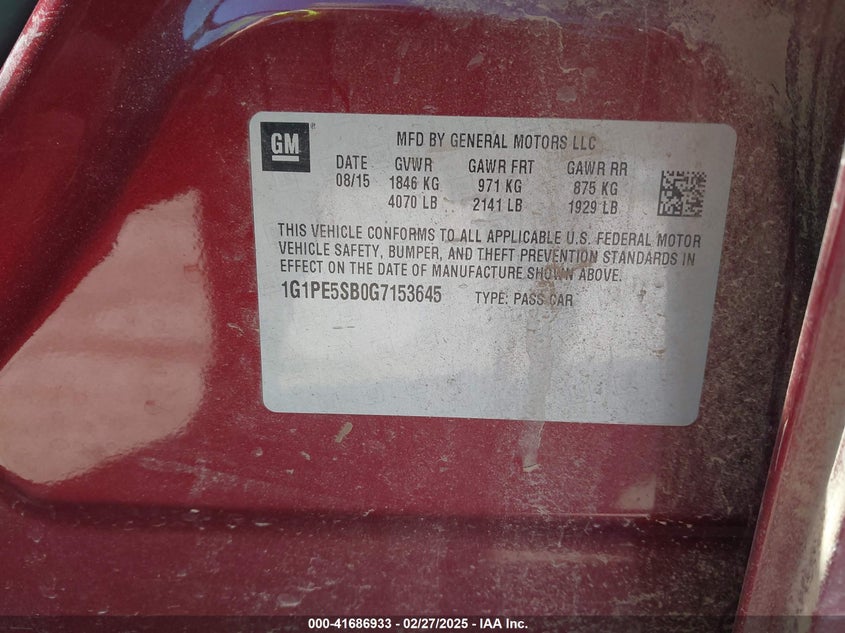 GM
MFD BY GENERAL MOTORS LLC
DATE GVWR GAWR FRT GAWR RR
08/15 1846 KG 971 KG 875 KG
4070 LB 2141 LB 1929 LB
THIS VEHICLE CONFORMS TO ALL APPLICABLE U.S. FEDERAL MOTOR
VEHICLE SAFETY, BUMPER, AND THEFT PREVENTION STANDARDS IN
EFFECT ON THE DATE OF MANUFACTURE SHOWN ABOVE.
1G1PE5SB0G7153645 TYPE: PASS CAR
000-41686933 - 02/27/2025 - IAA Inc.